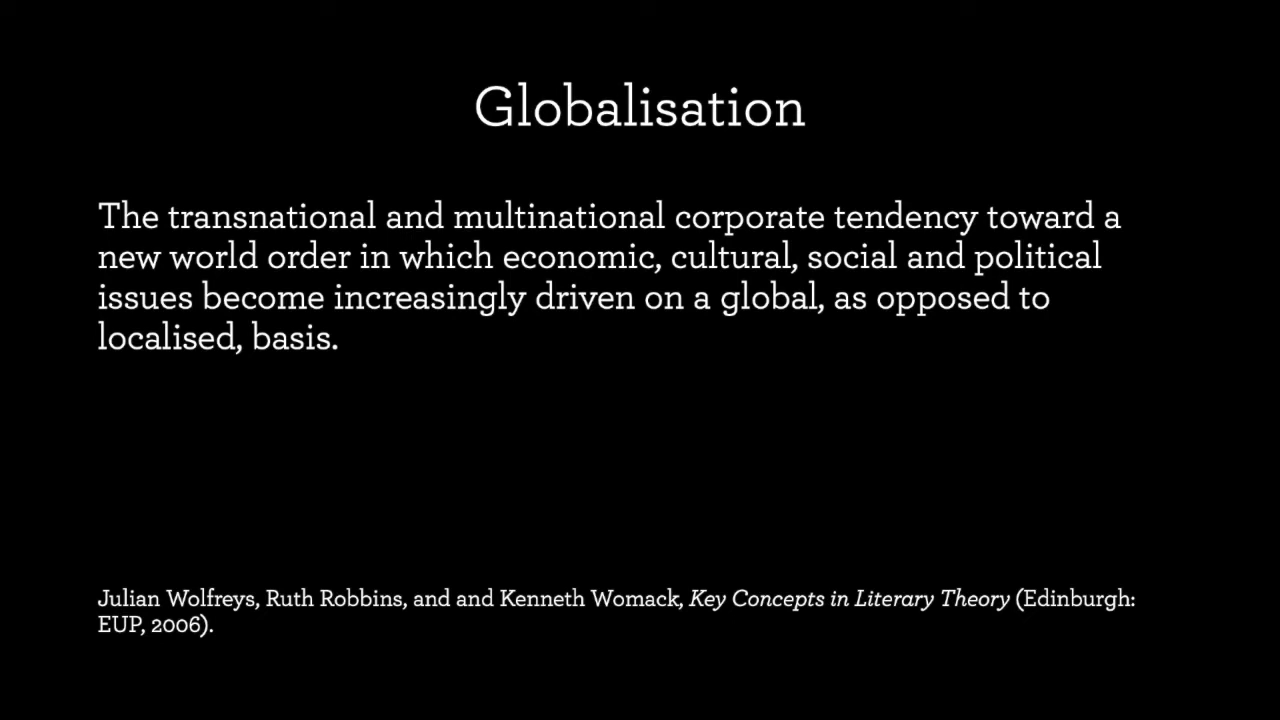 Globalisation
The transnational and multinational corporate tendency toward a
new world order in which economic, cultural, social and political
issues become increasingly driven on a global, as opposed to
localised, basis.
Julian Wolfreys, Ruth Robbins, and and Kenneth Womack, Key Concepts in Literary Theory (Edinburgh:
EUP, 2006).